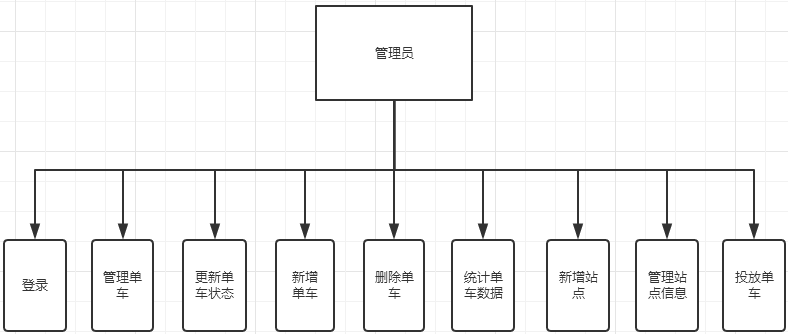 管理员
登录
管理单
车
更新单
车状态
新增
单车
删除单
车
统计单
车数据
新增站
点
管理站
点信息
投放单
车